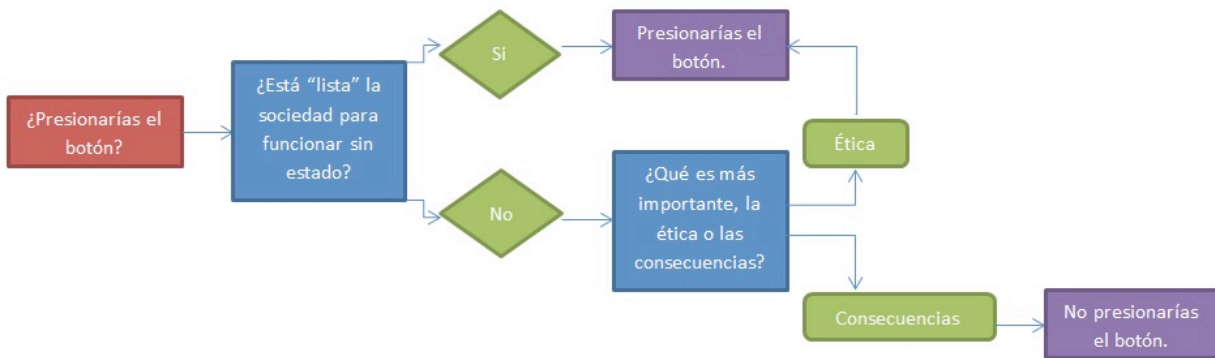 ¿Presionarías el
botón?
¿Está “lista” la
sociedad para
funcionar sin
estado?
Si
Presionarías el
botón.
No
¿Qué es más
importante, la
ética o las
consecuencias?
Ética
Consecuencias
No presionarías
el botón.